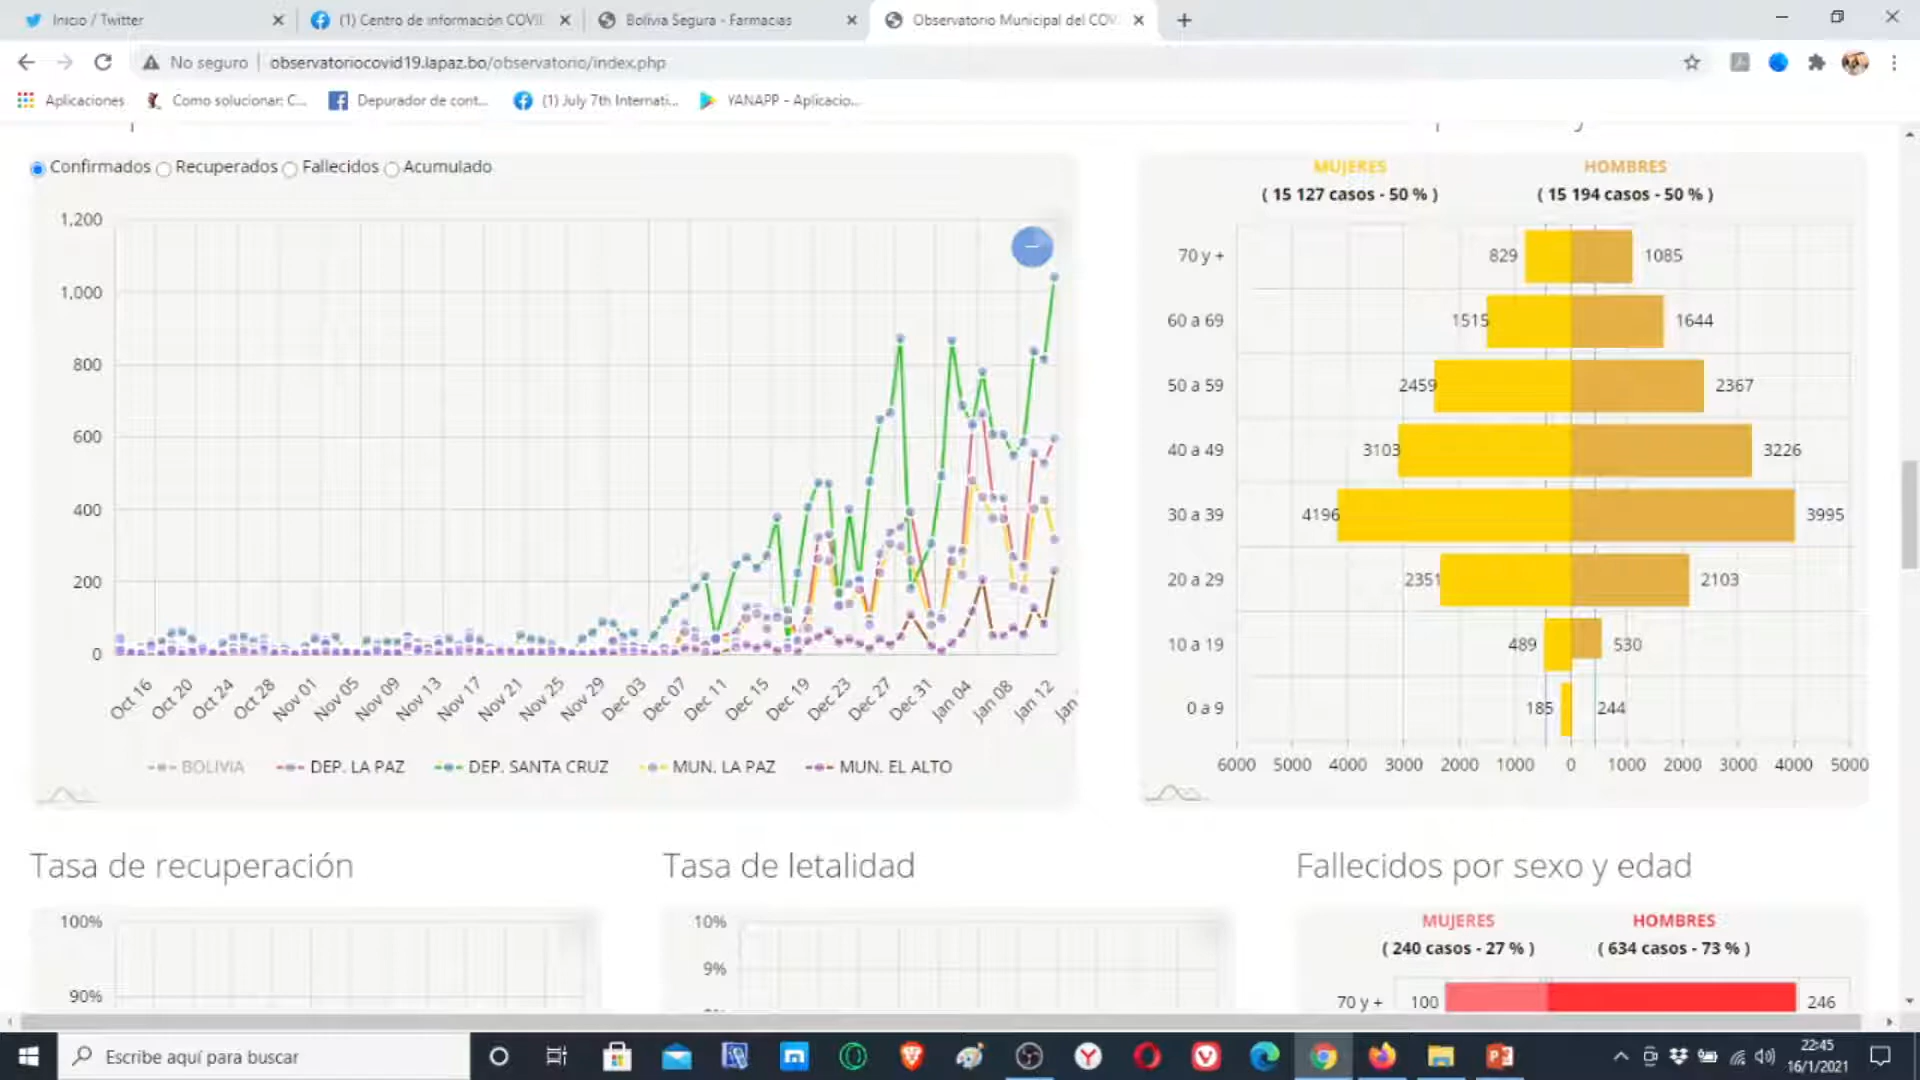 Inicio / Twitter
(1) Centro de información COVI
Bolivia Segura - Farmacias
Observatorio Municipal del COV
No seguro
observatoriocovid19.lapaz.bo/observatorio/index.php
Aplicaciones
Como solucionar: C...
Depurador de cont...
(1) July 7th Internati...
YANAPP - Aplicacio...
Confirmados Recuperados Fallecidos Acumulado
1,200
1,000
800
600
400
200
0
Oct 16 Oct 20 Oct 24 Oct 28 Nov 01 Nov 05 Nov 09 Nov 13 Nov 17 Nov 21 Nov 25 Nov 29 Dec 03 Dec 07 Dec 11 Dec 15 Dec 19 Dec 23 Dec 27 Dec 31 Jan 04 Jan 08 Jan 12 Jan
BOLIVIA DEP. LA PAZ DEP. SANTA CRUZ MUN. LA PAZ MUN. EL ALTO
MUJERES HOMBRES
( 15 127 casos - 50 % ) ( 15 194 casos - 50 % )
70 y + 829 1085
60 a 69 1515 1644
50 a 59 2459 2367
40 a 49 3103 3226
30 a 39 4196 3995
20 a 29 2351 2103
10 a 19 489 530
0 a 9 185 244
6000 5000 4000 3000 2000 1000 0 1000 2000 3000 4000 5000
Tasa de recuperación
100%
90%
Tasa de letalidad
10%
9%
Fallecidos por sexo y edad
MUJERES HOMBRES
( 240 casos - 27 % ) ( 634 casos - 73 % )
70 y + 100 246
Escribe aquí para buscar
22:45
16/1/2021